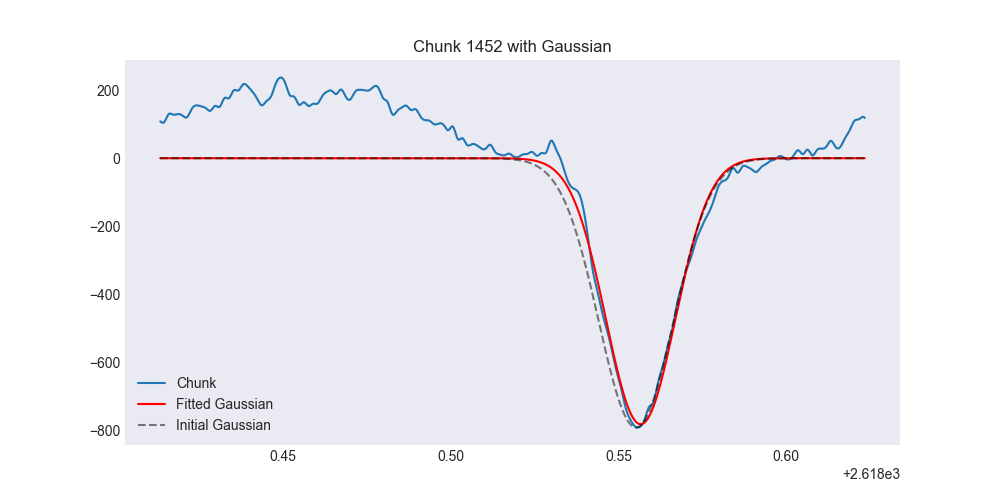 Chunk 1452 with Gaussian
200
0
−200
−400
−600
−800
Chunk
Fitted Gaussian
Initial Gaussian
0.45 0.50 0.55 0.60
+2.618e3